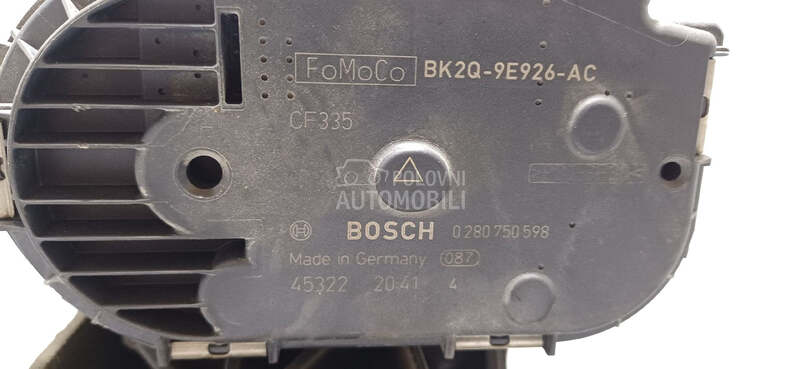 FoMoCo BK2Q-9E926-AC
CF335
POLOVNI
AUTOMOBILI
BOSCH 0 280 750 598
Made in Germany 087
45322 20:41 4